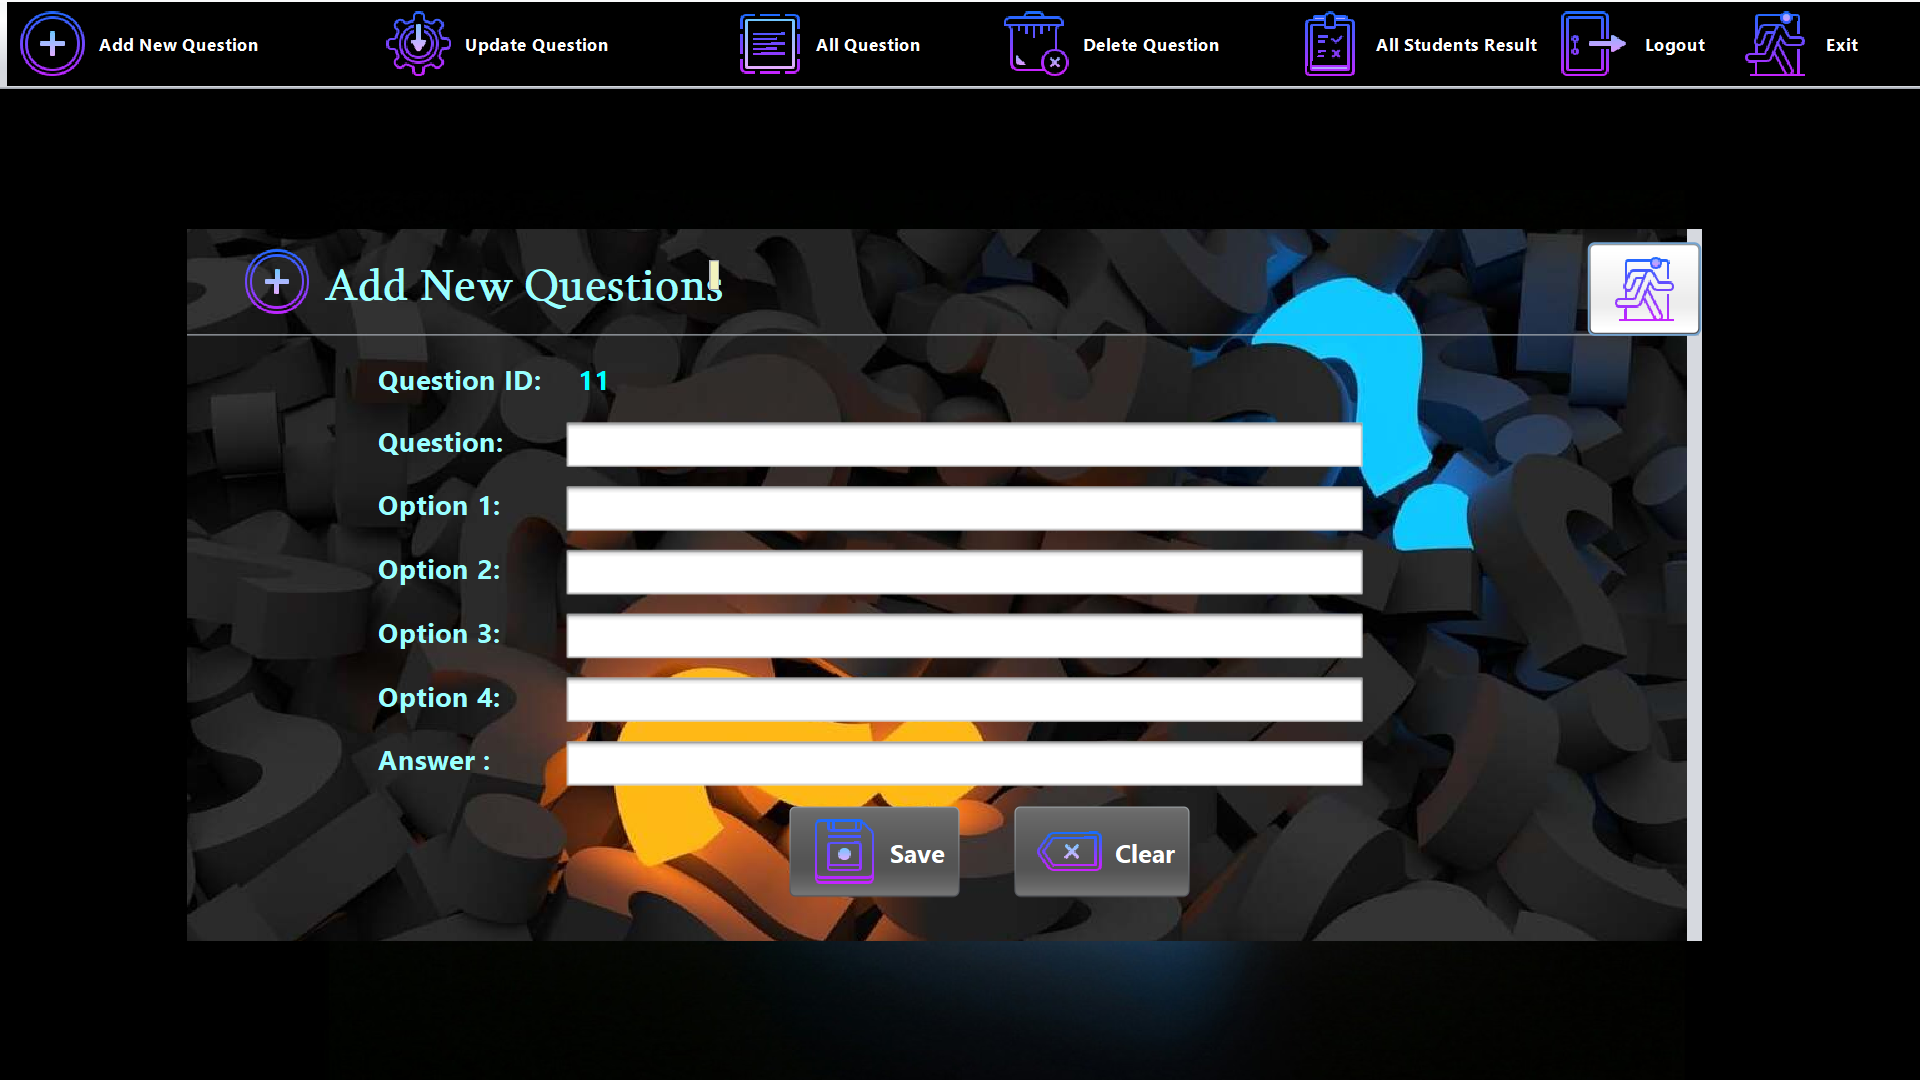 Add New Question
Update Question
All Question
Delete Question
All Students Result
Logout
Exit
Add New Questions
Question ID: 11
Question:
Option 1:
Option 2:
Option 3:
Option 4:
Answer :
Save
Clear